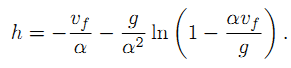 h = -\frac{v_f}{\alpha} - \frac{g}{\alpha^2} \ln \left( 1 - \frac{\alpha v_f}{g} \right).